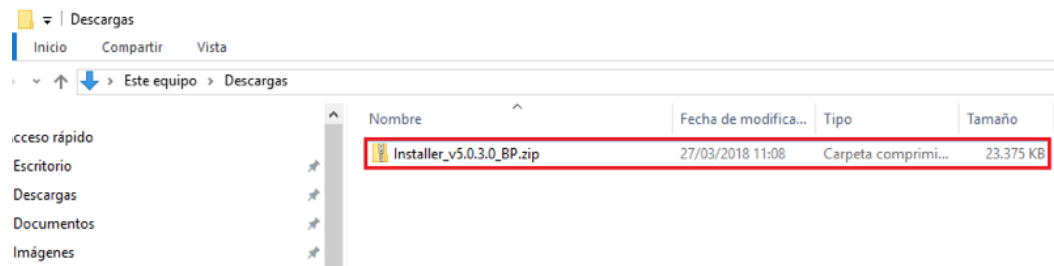 Descargas
Inicio Compartir Vista
Este equipo > Descargas
Nombre Fecha de modifica... Tipo Tamaño
cceso rápido
Installer_v5.0.3.0_BP.zip 27/03/2018 11:08 Carpeta comprimi... 23.375 KB
Escritorio
Descargas
Documentos
Imágenes